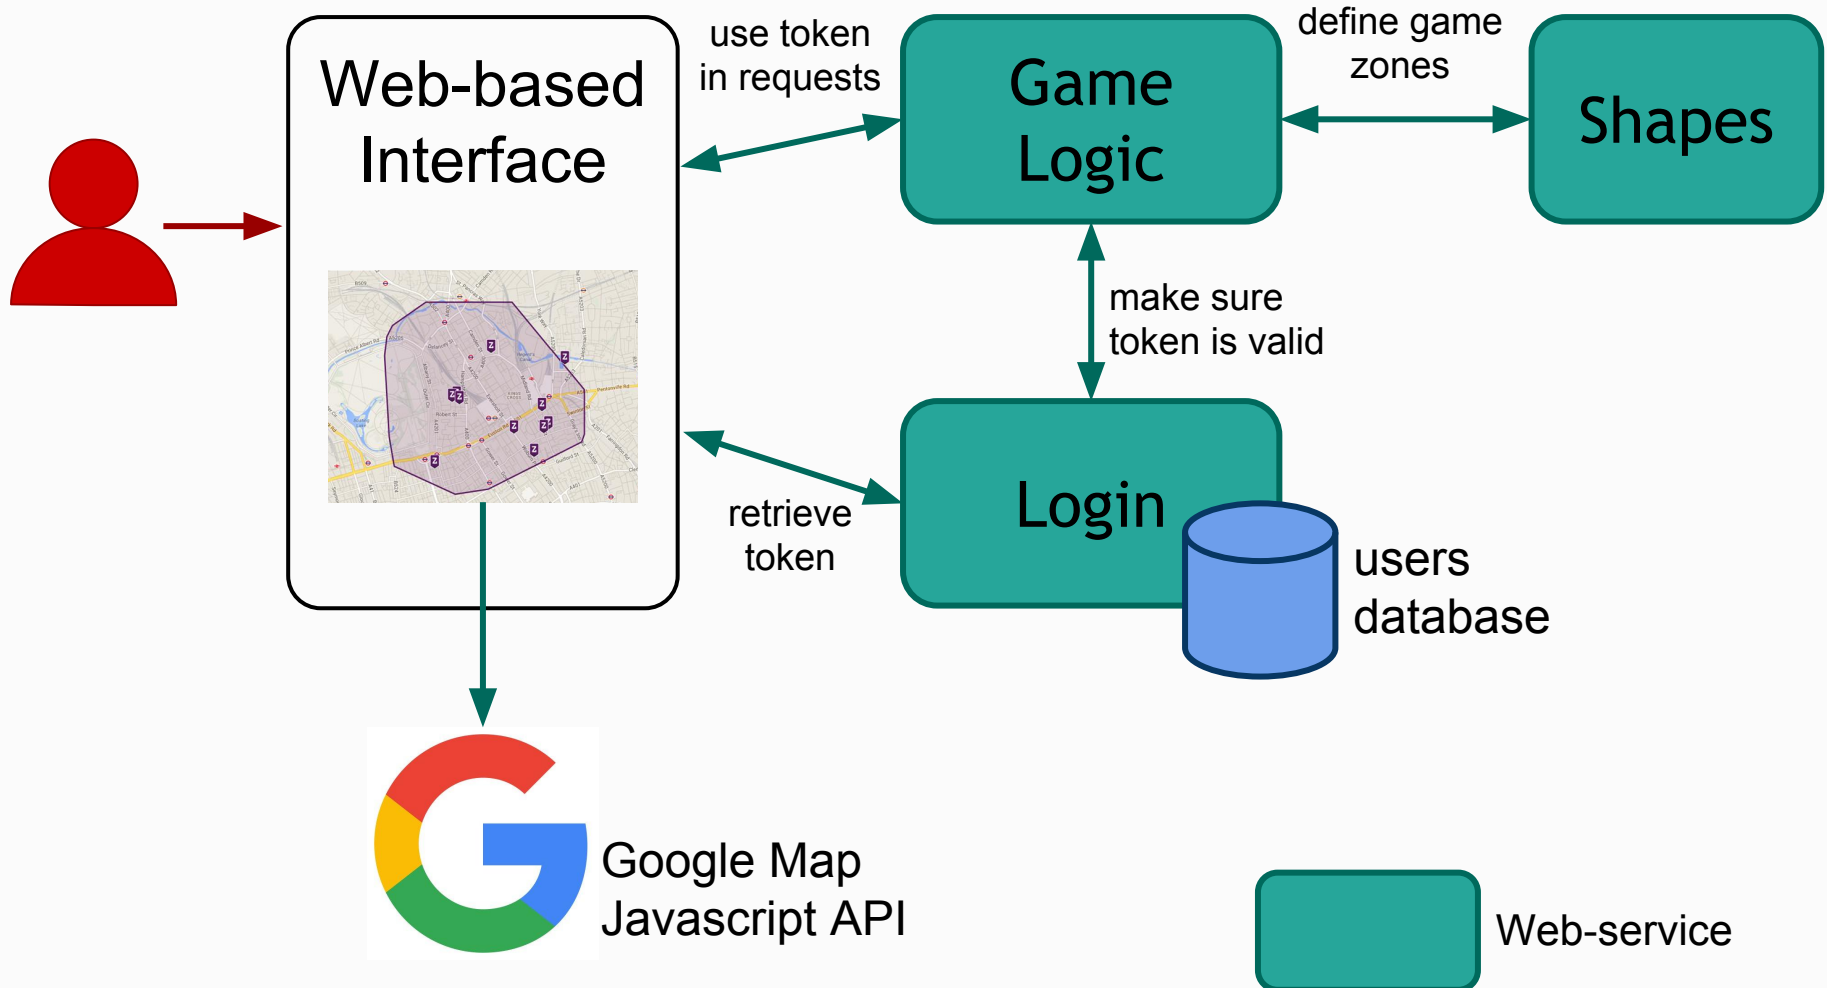 Web-based
Interface
use token
in requests
Game
Logic
define game
zones
Shapes
make sure
token is valid
retrieve
token
Login
users
database
Google Map
Javascript API
Web-service